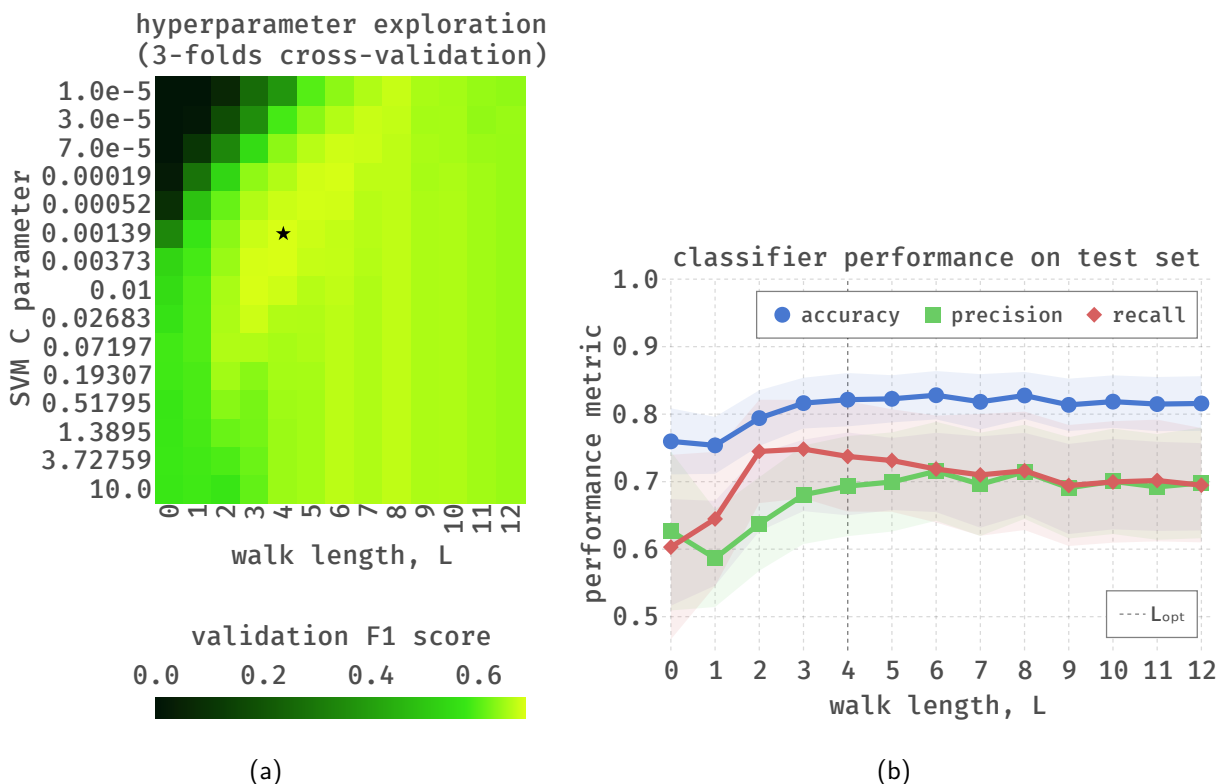 hyperparameter exploration
(3-folds cross-validation)
SVM C parameter
1.0e-5
3.0e-5
7.0e-5
0.00019
0.00052
0.00139
0.00373
0.01
0.02683
0.07197
0.19307
0.51795
1.3895
3.72759
10.0
0 1 2 3 4 5 6 7 8 9 10 11 12
walk length, L
validation F1 score
0.0 0.2 0.4 0.6
(a)
classifier performance on test set
performance metric
1.0
0.9
0.8
0.7
0.6
0.5
accuracy precision recall
Lopt
0 1 2 3 4 5 6 7 8 9 10 11 12
walk length, L
(b)